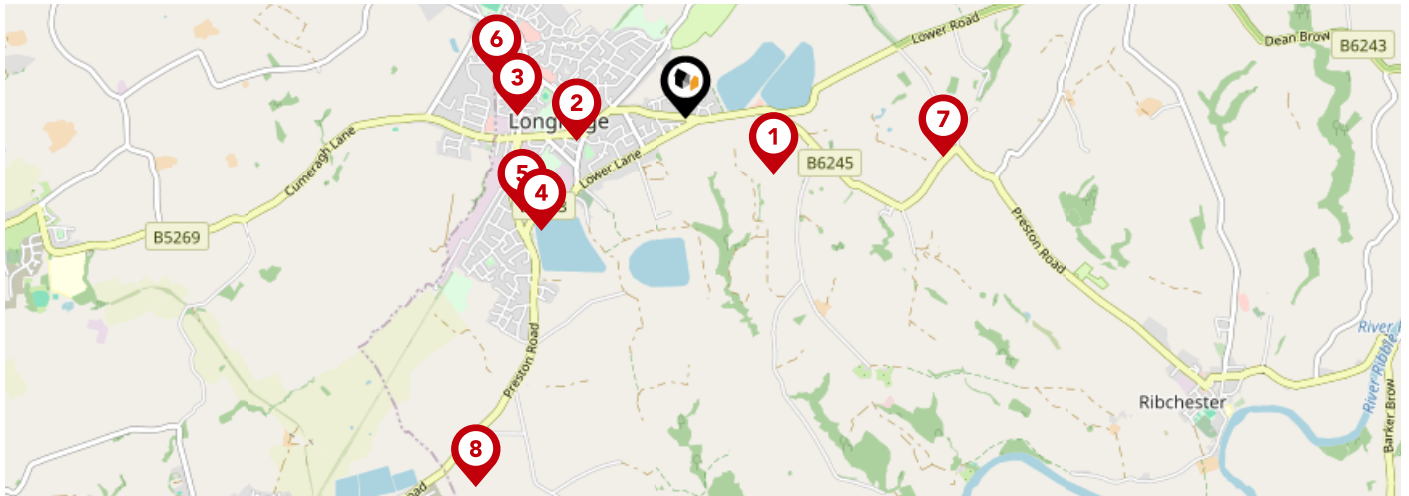 Lower Road
Dean Brow
B6243
6
3
2
Longridge
7
1
Cumeragh Lane
Lower Lane
B6245
5
4
B5269
Preston Road
Preston Road
River Ribble
Ribchester
Barker Brow
8